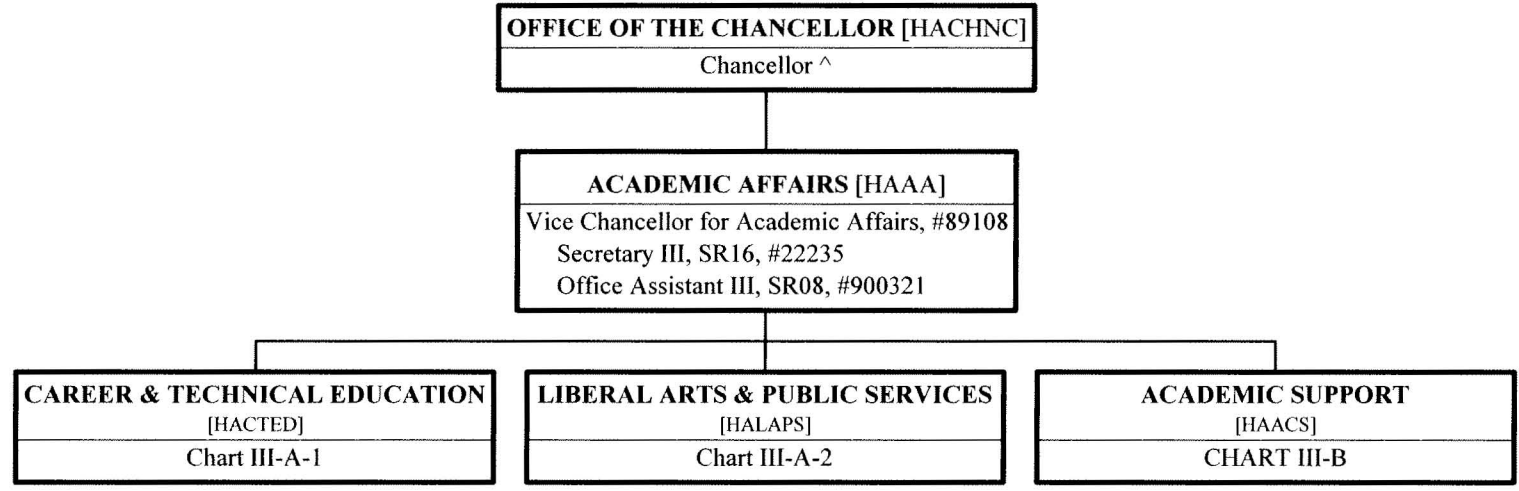 OFFICE OF THE CHANCELLOR [HACHNC]
Chancellor ^
ACADEMIC AFFAIRS [HAAA]
Vice Chancellor for Academic Affairs, #89108
Secretary III, SR16, #22235
Office Assistant III, SR08, #900321
CAREER & TECHNICAL EDUCATION
[HACTED]
Chart III-A-1
LIBERAL ARTS & PUBLIC SERVICES
[HALAPS]
Chart III-A-2
ACADEMIC SUPPORT
[HAACS]
CHART III-B